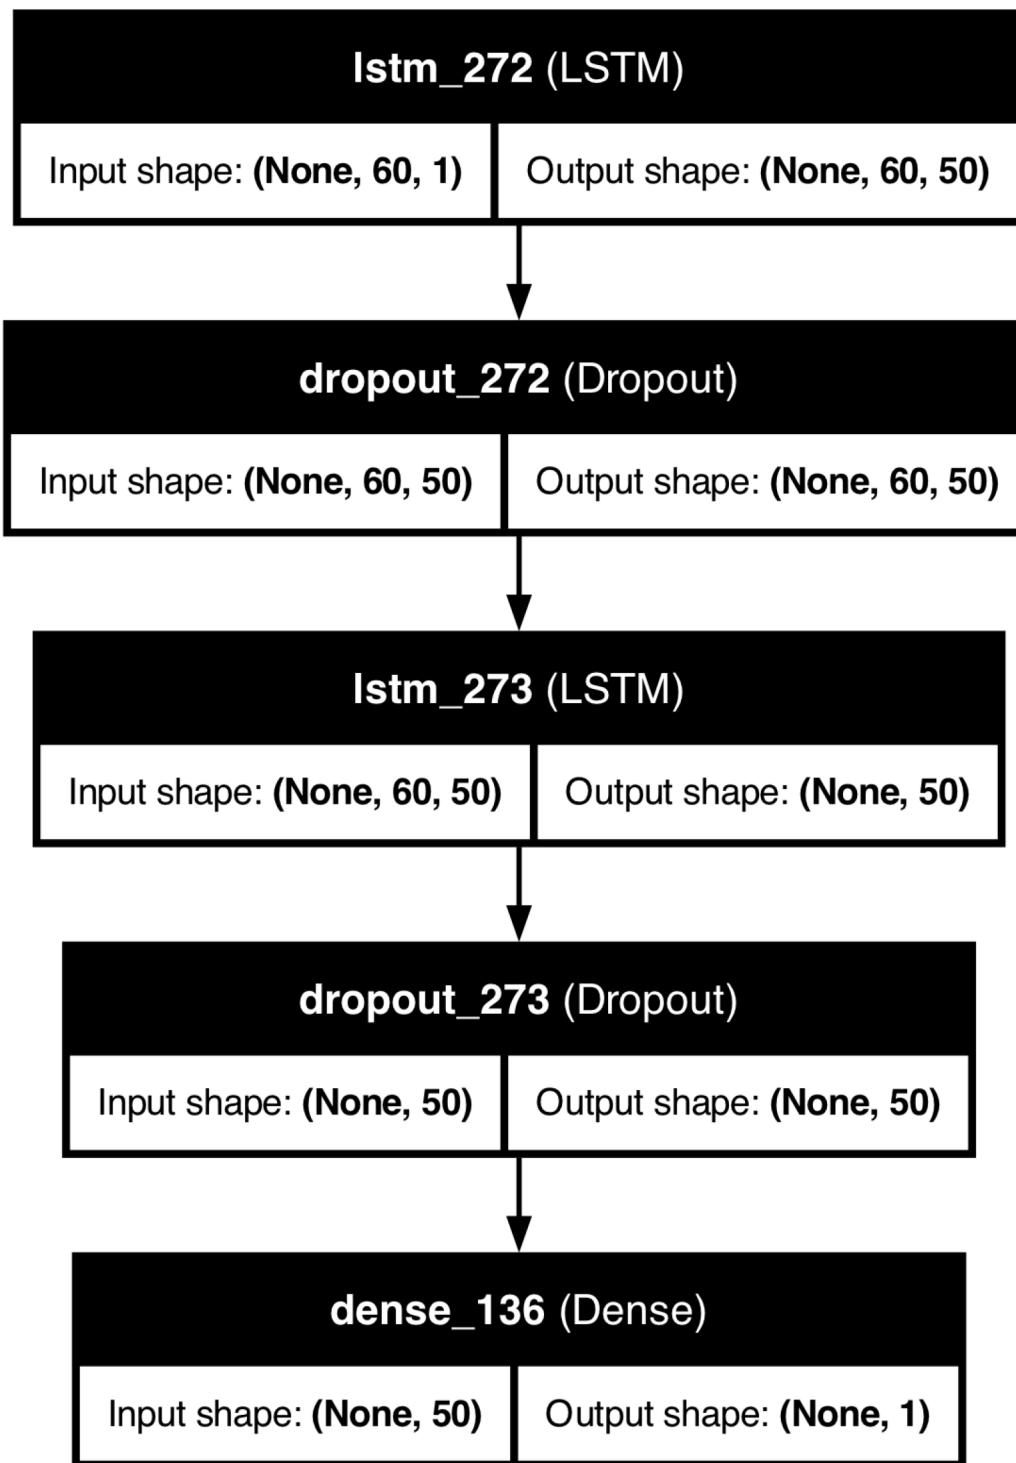 lstm_272 (LSTM)
Input shape: (None, 60, 1) Output shape: (None, 60, 50)
dropout_272 (Dropout)
Input shape: (None, 60, 50) Output shape: (None, 60, 50)
lstm_273 (LSTM)
Input shape: (None, 60, 50) Output shape: (None, 50)
dropout_273 (Dropout)
Input shape: (None, 50) Output shape: (None, 50)
dense_136 (Dense)
Input shape: (None, 50) Output shape: (None, 1)